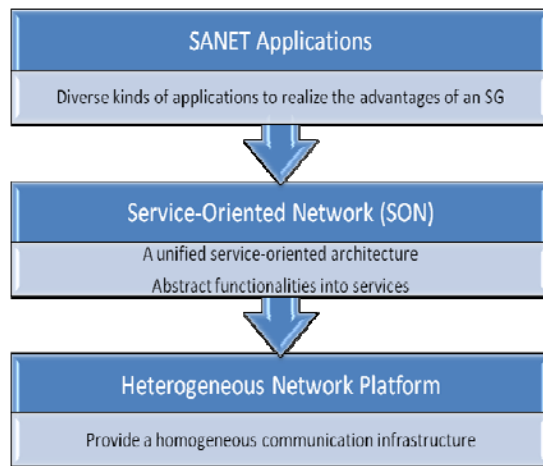 SANET Applications
Diverse kinds of applications to realize the advantages of an SG
Service-Oriented Network (SON)
A unified service-oriented architecture
Abstract functionalities into services
Heterogeneous Network Platform
Provide a homogeneous communication infrastructure